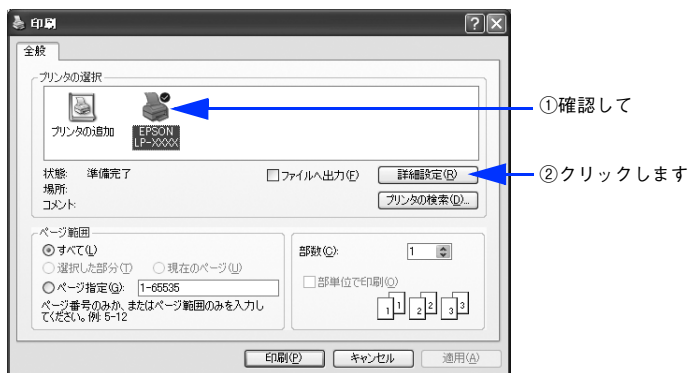 印刷
全般
プリンタの選択
プリンタの追加
EPSON
LP-XXXX
①確認して
状態: 準備完了
場所:
コメント:
ファイルへ出力(F)
詳細設定(R)
②クリックします
プリンタの検索(D)...
ページ範囲
すべて(L)
選択した部分(T) 現在のページ(U)
ページ指定(G): 1-65535
ページ番号のみか、またはページ範囲のみを入力し
てください。例: 5-12
部数(C): 1
部単位で印刷(O)
1 1 2 2 3 3
印刷(P) キャンセル 適用(A)